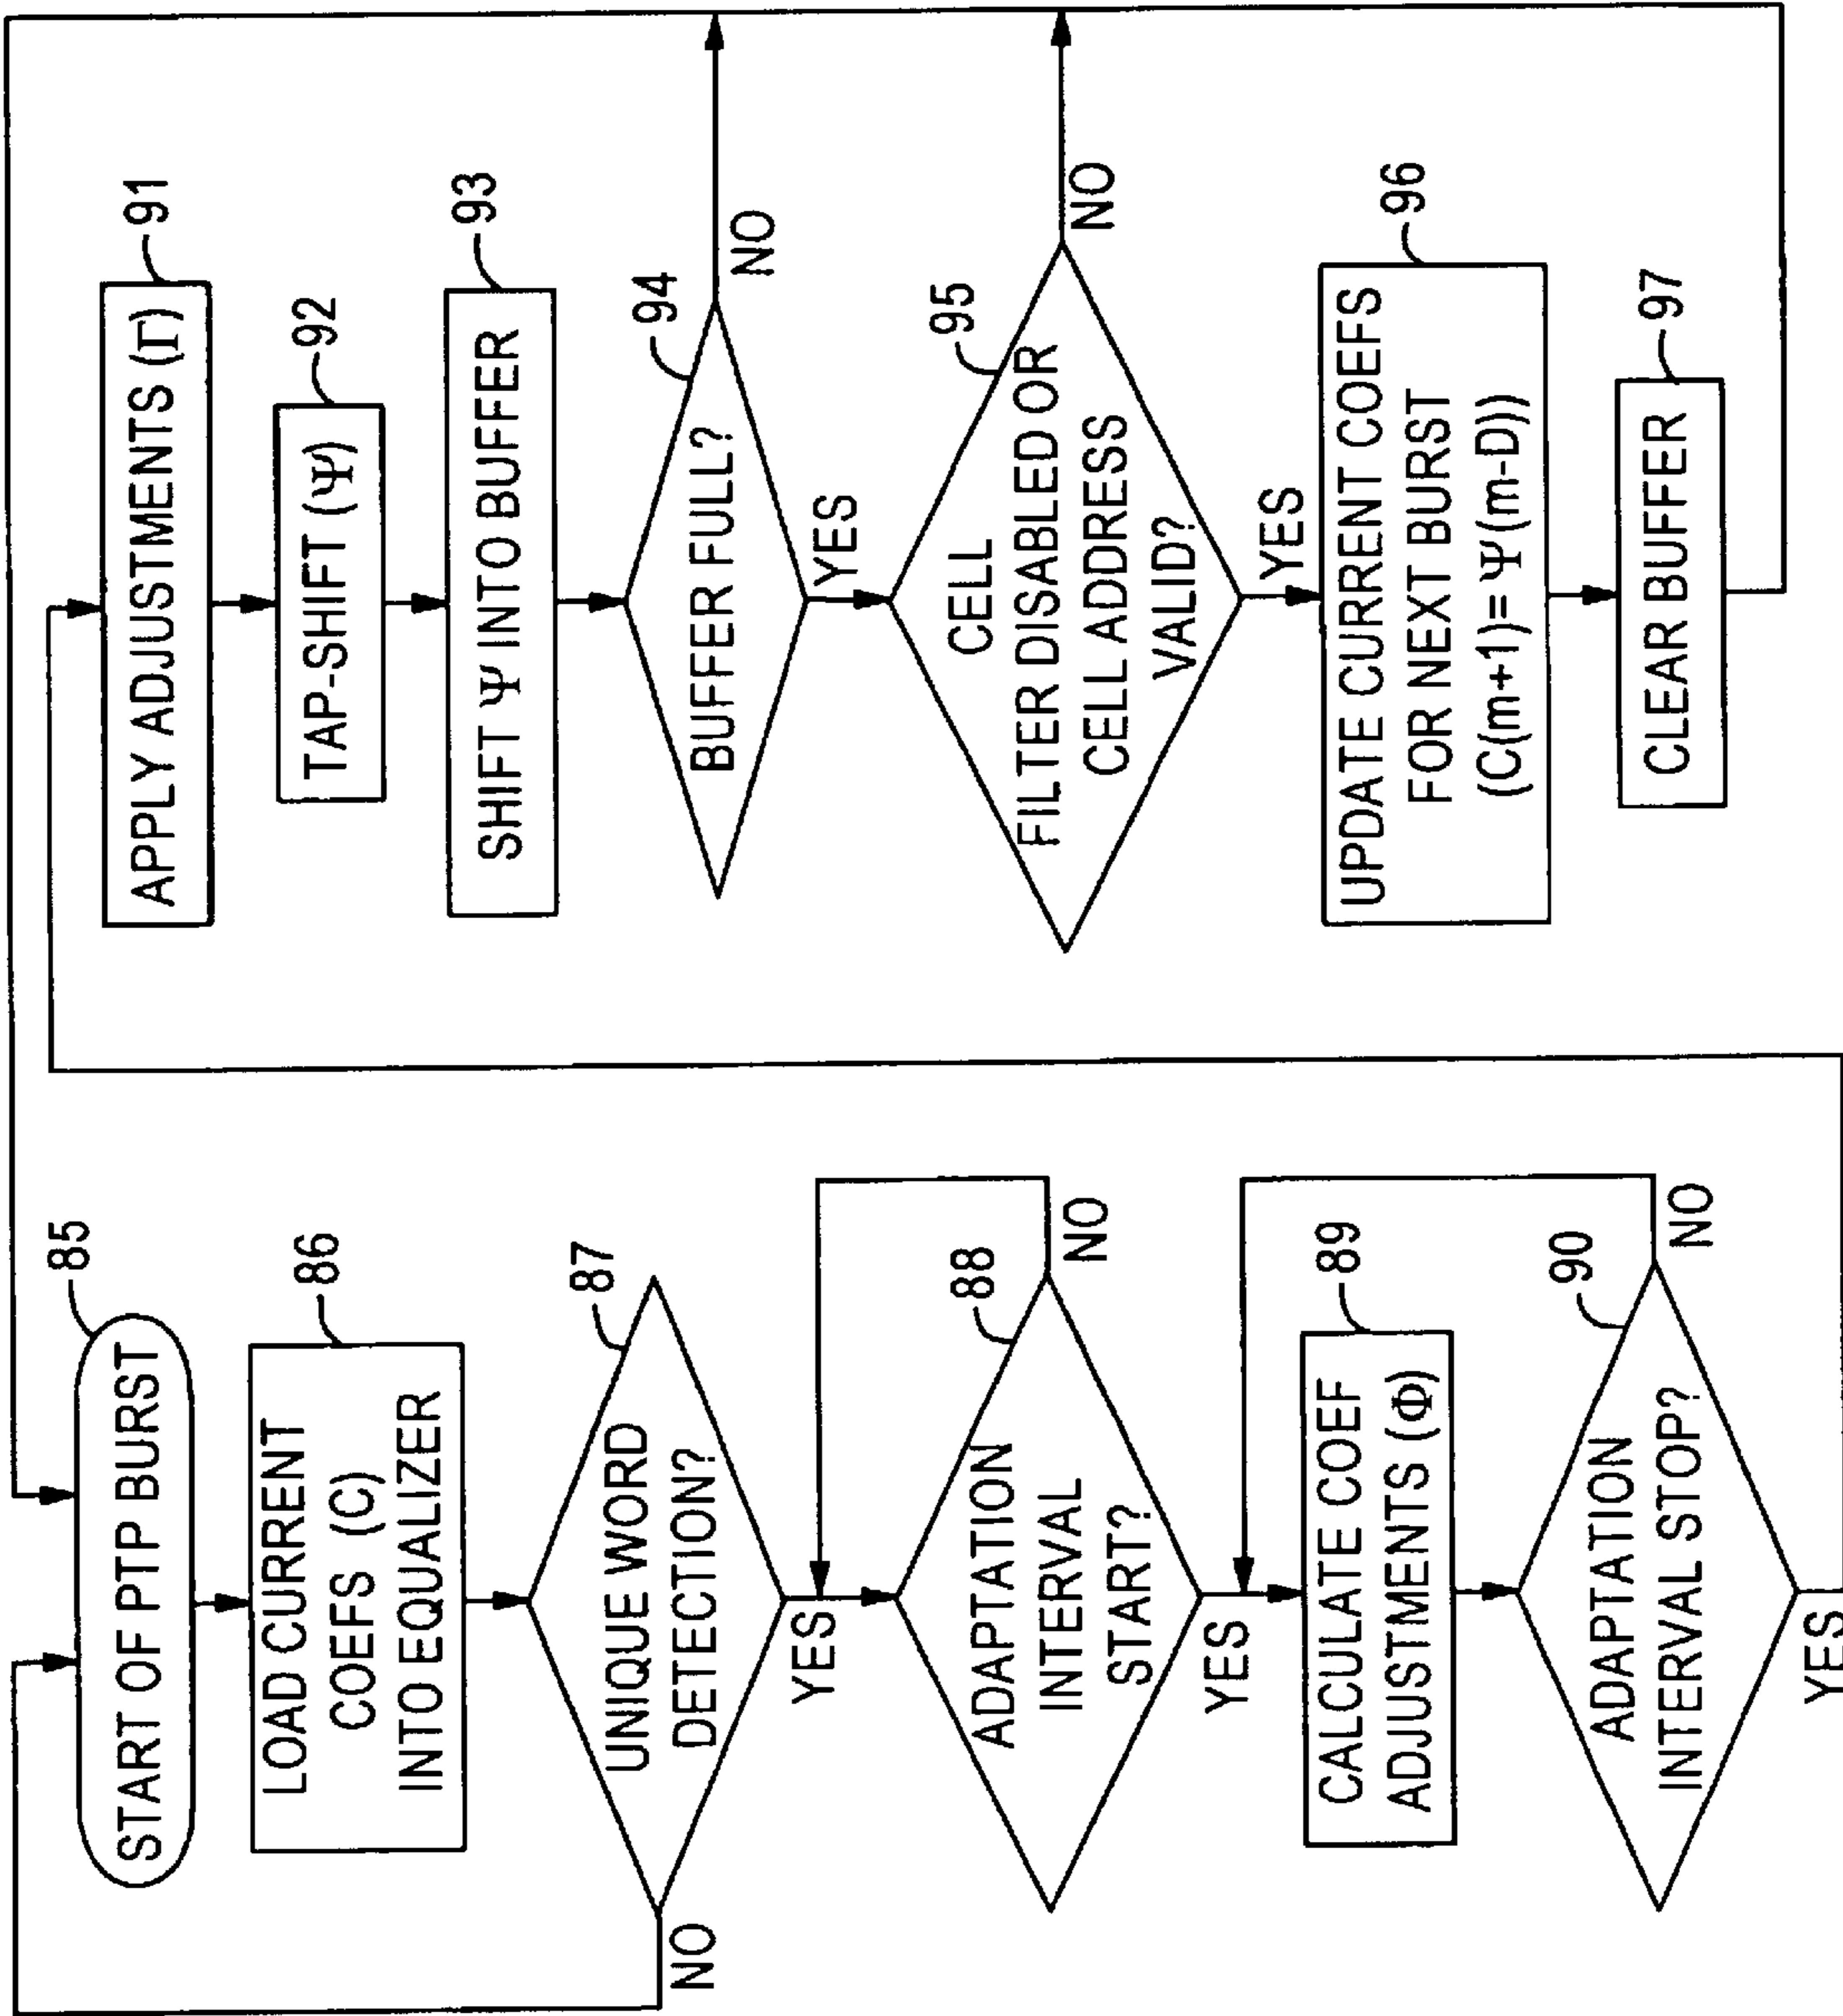 85
START OF PTP BURST
86
LOAD CURRENT
COEFS (C)
INTO EQUALIZER
87
UNIQUE WORD
DETECTION?
NO
YES
88
ADAPTATION
INTERVAL
START?
NO
YES
89
CALCULATE COEF
ADJUSTMENTS (Φ)
90
ADAPTATION
INTERVAL STOP?
NO
YES
91
APPLY ADJUSTMENTS (Γ)
92
TAP-SHIFT (Ψ)
93
SHIFT Ψ INTO BUFFER
94
BUFFER FULL?
NO
YES
95
CELL
FILTER DISABLED OR
CELL ADDRESS
VALID?
NO
YES
96
UPDATE CURRENT COEFS
FOR NEXT BURST
(C(m+1)=Ψ(m-D))
97
CLEAR BUFFER